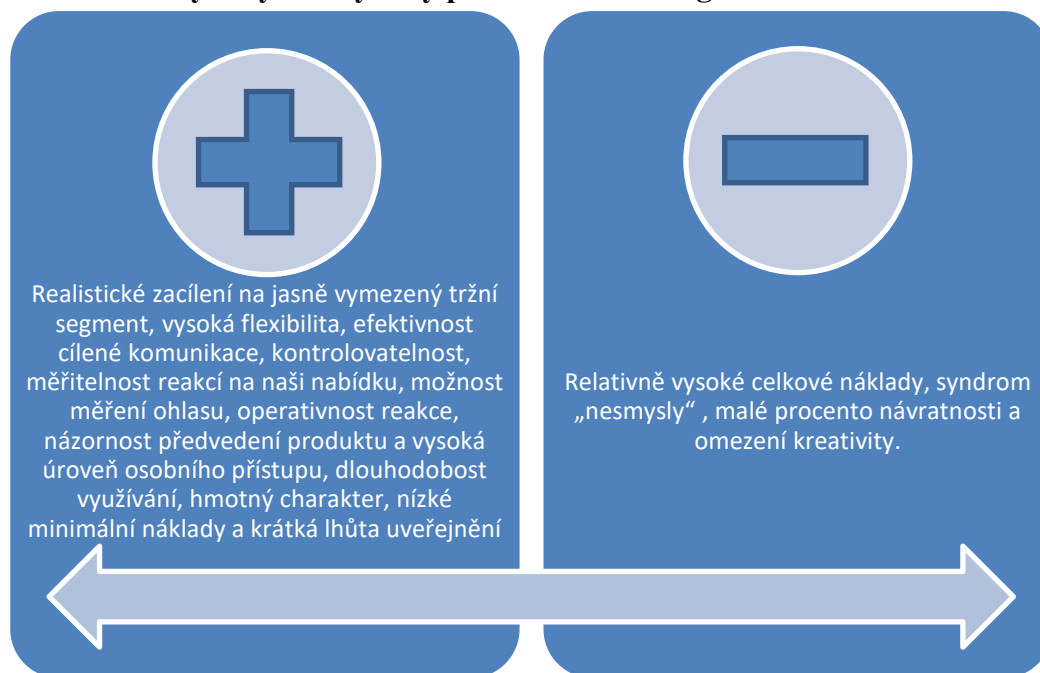 Realistické zacílení na jasně vymezený tržní
segment, vysoká flexibilita, efektivnost
cílené komunikace, kontrolovatelnost,
měřitelnost reakcí na naši nabídku, možnost
měření ohlasu, operativnost reakce,
názornost předvedení produktu a vysoká
úroveň osobního přístupu, dlouhodobost
využívání, hmotný charakter, nízké
minimální náklady a krátká lhůta uveřejnění
Relativně vysoké celkové náklady, syndrom
„nesmysly“ , malé procento návratnosti a
omezení kreativity.